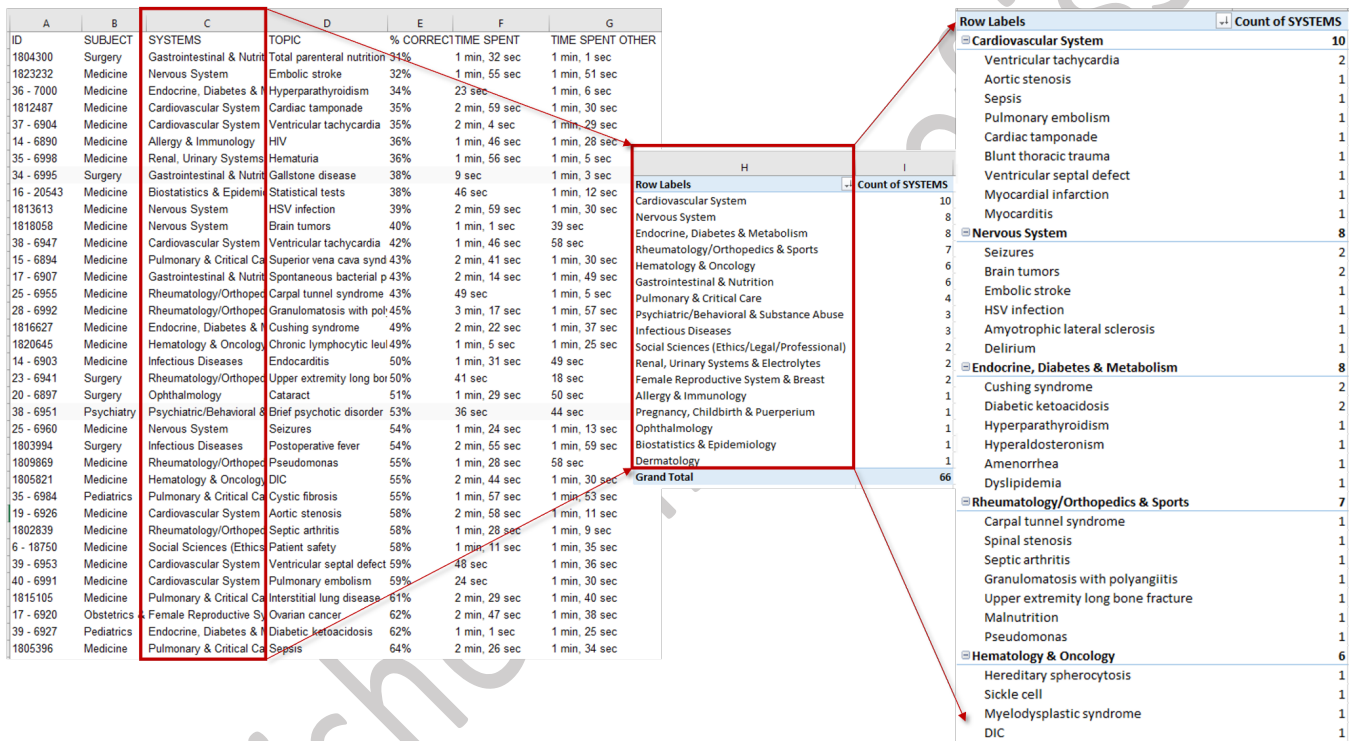 A B C D E F G
ID SUBJECT SYSTEMS TOPIC % CORRECT TIME SPENT TIME SPENT OTHER
1804300 Surgery Gastrointestinal & Nutrit Total parenteral nutrition 31% 1 min, 32 sec 1 min, 1 sec
1823232 Medicine Nervous System Embolic stroke 32% 1 min, 55 sec 1 min, 51 sec
36 - 7000 Medicine Endocrine, Diabetes & M Hyperparathyroidism 34% 23 sec 1 min, 6 sec
1812487 Medicine Cardiovascular System Cardiac tamponade 35% 2 min, 59 sec 1 min, 30 sec
37 - 6904 Medicine Cardiovascular System Ventricular tachycardia 35% 2 min, 4 sec 1 min, 29 sec
14 - 6890 Medicine Allergy & Immunology HIV 36% 1 min, 46 sec 1 min, 28 sec
35 - 6998 Medicine Renal, Urinary Systems Hematuria 36% 1 min, 56 sec 1 min, 5 sec
34 - 6995 Surgery Gastrointestinal & Nutrit Gallstone disease 38% 9 sec 1 min, 3 sec
16 - 20543 Medicine Biostatistics & Epidemi Statistical tests 38% 46 sec 1 min, 12 sec
1813613 Medicine Nervous System HSV infection 39% 2 min, 59 sec 1 min, 30 sec
1818058 Medicine Nervous System Brain tumors 40% 1 min, 1 sec 39 sec
38 - 6947 Medicine Cardiovascular System Ventricular tachycardia 42% 1 min, 46 sec 58 sec
15 - 6894 Medicine Pulmonary & Critical Ca Superior vena cava synd 43% 2 min, 41 sec 1 min, 30 sec
17 - 6907 Medicine Gastrointestinal & Nutrit Spontaneous bacterial p 43% 2 min, 14 sec 1 min, 49 sec
25 - 6955 Medicine Rheumatology/Orthoped Carpal tunnel syndrome 43% 49 sec 1 min, 5 sec
28 - 6992 Medicine Rheumatology/Orthoped Granulomatosis with poly 45% 3 min, 17 sec 1 min, 57 sec
1816627 Medicine Endocrine, Diabetes & M Cushing syndrome 49% 2 min, 22 sec 1 min, 37 sec
1820645 Medicine Hematology & Oncology Chronic lymphocytic leul 49% 1 min, 5 sec 1 min, 25 sec
14 - 6903 Medicine Infectious Diseases Endocarditis 50% 1 min, 31 sec 49 sec
23 - 6941 Surgery Rheumatology/Orthoped Upper extremity long bor 50% 41 sec 18 sec
20 - 6897 Surgery Ophthalmology Cataract 51% 1 min, 29 sec 50 sec
38 - 6951 Psychiatry Psychiatric/Behavioral & Brief psychotic disorder 53% 36 sec 44 sec
25 - 6960 Medicine Nervous System Seizures 54% 1 min, 24 sec 1 min, 13 sec
1803994 Surgery Infectious Diseases Postoperative fever 54% 2 min, 55 sec 1 min, 59 sec
1809869 Medicine Rheumatology/Orthoped Pseudomonas 55% 1 min, 28 sec 58 sec
1805821 Medicine Hematology & Oncology DIC 55% 2 min, 44 sec 1 min, 30 sec
35 - 6984 Pediatrics Pulmonary & Critical Ca Cystic fibrosis 55% 1 min, 57 sec 1 min, 53 sec
19 - 6926 Medicine Cardiovascular System Aortic stenosis 58% 2 min, 58 sec 1 min, 11 sec
1802839 Medicine Rheumatology/Orthoped Septic arthritis 58% 1 min, 28 sec 1 min, 9 sec
6 - 18750 Medicine Social Sciences (Ethics Patient safety 58% 1 min, 11 sec 1 min, 35 sec
39 - 6953 Medicine Cardiovascular System Ventricular septal defect 59% 48 sec 1 min, 36 sec
40 - 6991 Medicine Cardiovascular System Pulmonary embolism 59% 24 sec 1 min, 30 sec
1815105 Medicine Pulmonary & Critical Ca Interstitial lung disease 61% 2 min, 29 sec 1 min, 40 sec
17 - 6920 Obstetrics & Female Reproductive Sy Ovarian cancer 62% 2 min, 47 sec 1 min, 38 sec
39 - 6927 Pediatrics Endocrine, Diabetes & M Diabetic ketoacidosis 62% 1 min, 1 sec 1 min, 25 sec
1805396 Medicine Pulmonary & Critical Ca Sepsis 64% 2 min, 26 sec 1 min, 34 sec
H I
Row Labels Count of SYSTEMS
Cardiovascular System 10
Nervous System 8
Endocrine, Diabetes & Metabolism 8
Rheumatology/Orthopedics & Sports 7
Hematology & Oncology 6
Gastrointestinal & Nutrition 6
Pulmonary & Critical Care 4
Psychiatric/Behavioral & Substance Abuse 3
Infectious Diseases 3
Social Sciences (Ethics/Legal/Professional) 2
Renal, Urinary Systems & Electrolytes 2
Female Reproductive System & Breast 2
Allergy & Immunology 1
Pregnancy, Childbirth & Puerperium 1
Ophthalmology 1
Biostatistics & Epidemiology 1
Dermatology 1
Grand Total 66
Row Labels Count of SYSTEMS
Cardiovascular System 10
Ventricular tachycardia 2
Aortic stenosis 1
Sepsis 1
Pulmonary embolism 1
Cardiac tamponade 1
Blunt thoracic trauma 1
Ventricular septal defect 1
Myocardial infarction 1
Myocarditis 1
Nervous System 8
Seizures 2
Brain tumors 2
Embolic stroke 1
HSV infection 1
Amyotrophic lateral sclerosis 1
Delirium 1
Endocrine, Diabetes & Metabolism 8
Cushing syndrome 2
Diabetic ketoacidosis 2
Hyperparathyroidism 1
Hyperaldosteronism 1
Amenorrhea 1
Dyslipidemia 1
Rheumatology/Orthopedics & Sports 7
Carpal tunnel syndrome 1
Spinal stenosis 1
Septic arthritis 1
Granulomatosis with polyangiitis 1
Upper extremity long bone fracture 1
Malnutrition 1
Pseudomonas 1
Hematology & Oncology 6
Hereditary spherocytosis 1
Sickle cell 1
Myelodysplastic syndrome 1
DIC 1